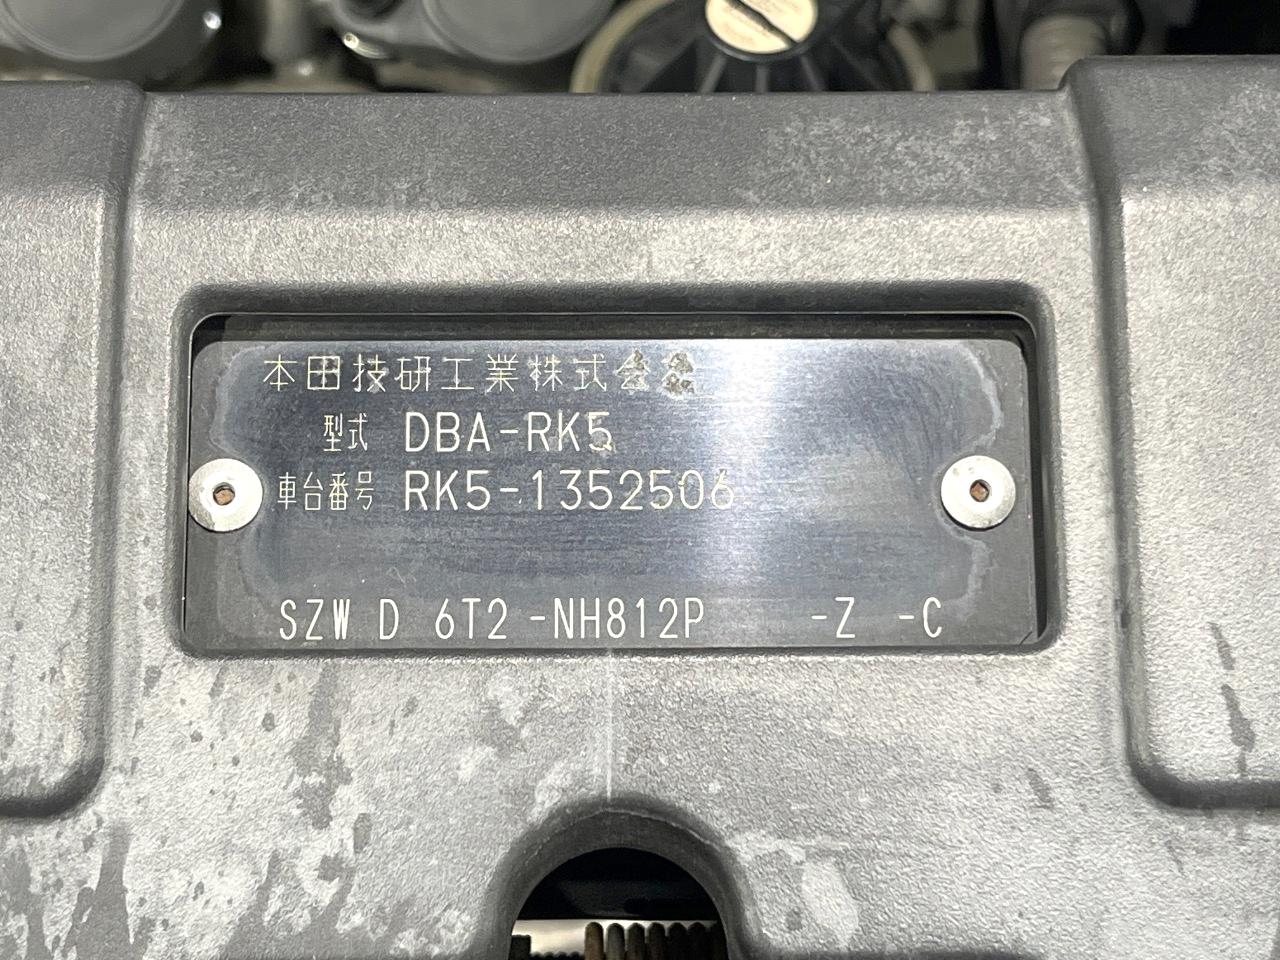 本田技研工業株式会社
型式 DBA-RK5
車台番号 RK5-1352506
SZW D 6T2 -NH812P -Z -C